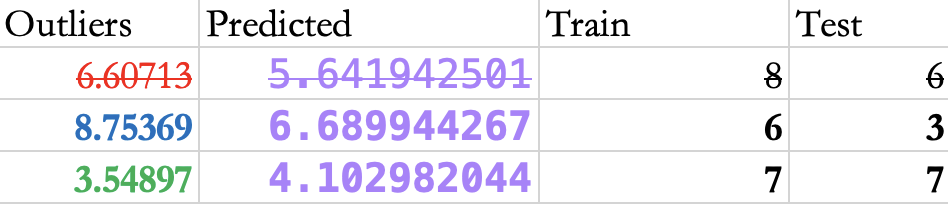 Outliers Predicted Train Test
6.60713 5.641942501 8 6
8.75369 6.689944267 6 3
3.54897 4.102982044 7 7